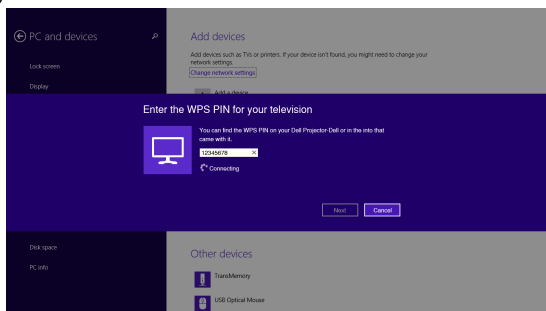 PC and devices
Lock screen
Display
Disk space
PC info
Add devices
Add devices such as TVs or printers. If your device isn't found, you might need to change your
network settings.
Change network settings
Add a device
Enter the WPS PIN for your television
You can find the WPS PIN on your Dell Projector-Dell or in the into that
came with it.
12345678 ×
Connecting
Next Cancel
Other devices
TransMemory
USB Optical Mouse